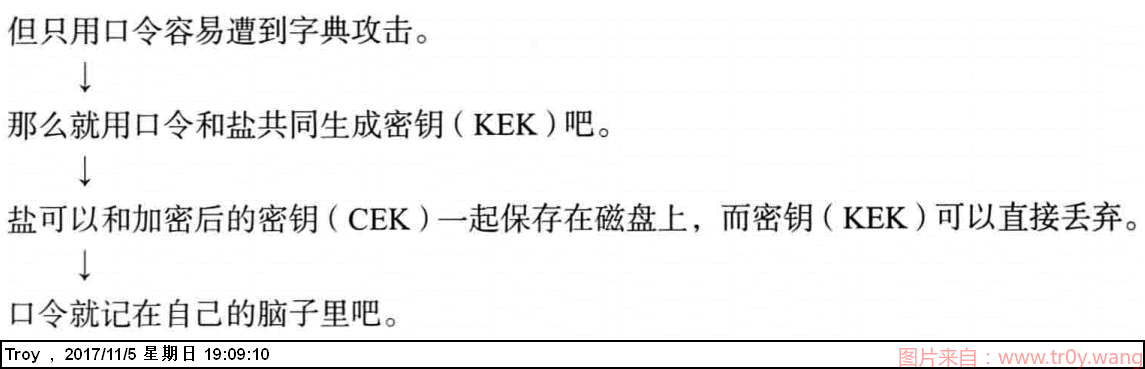 但只用口令容易遭到字典攻击。
↓
那么就用口令和盐共同生成密钥（KEK）吧。
↓
盐可以和加密后的密钥（CEK）一起保存在磁盘上，而密钥（KEK）可以直接丢弃。
↓
口令就记在自己的脑子里吧。
Troy , 2017/11/5 星期日 19:09:10
图片来自：www.tr0y.wang